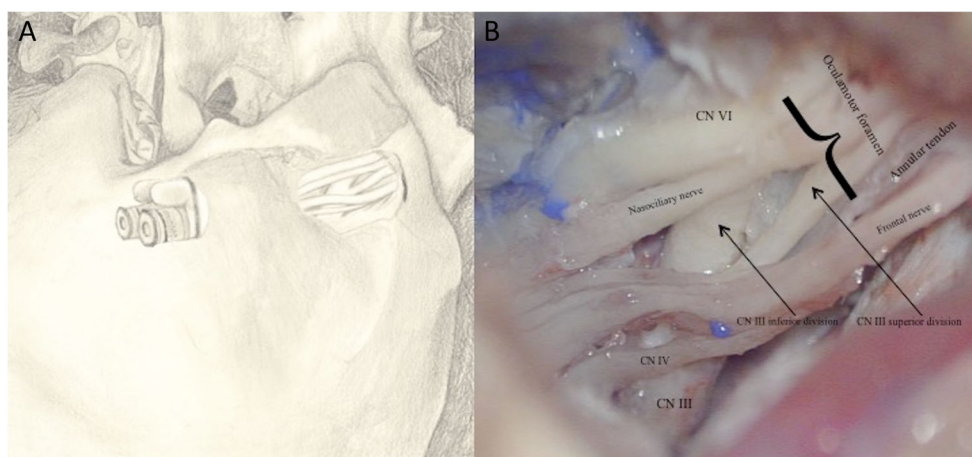 A
B
Oculamotor foramen
CN VI
Annular tendon
Nasociliary nerve
Frontal nerve
CN III inferior division
CN III superior division
CN IV
CN III